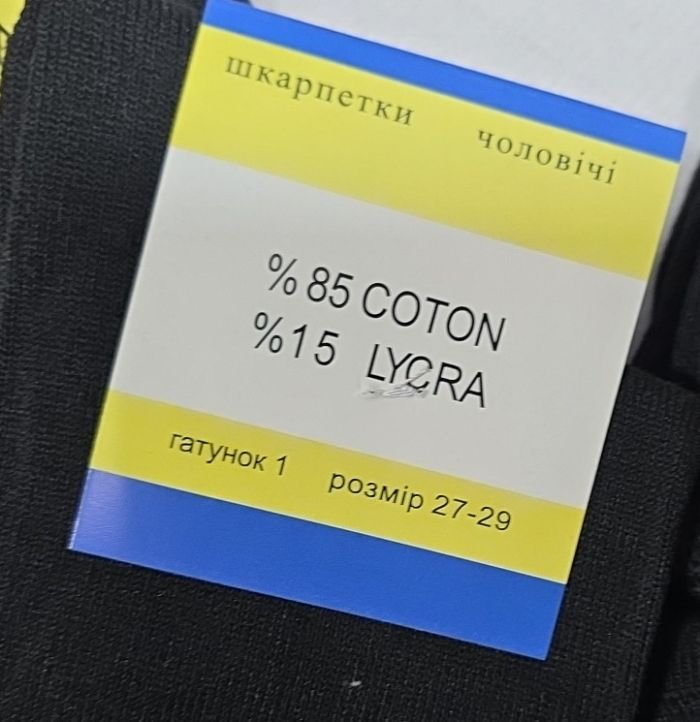 шкарпетки чоловічі
% 85 COTON
%15 LYCRA
гатунок 1 розмір 27-29